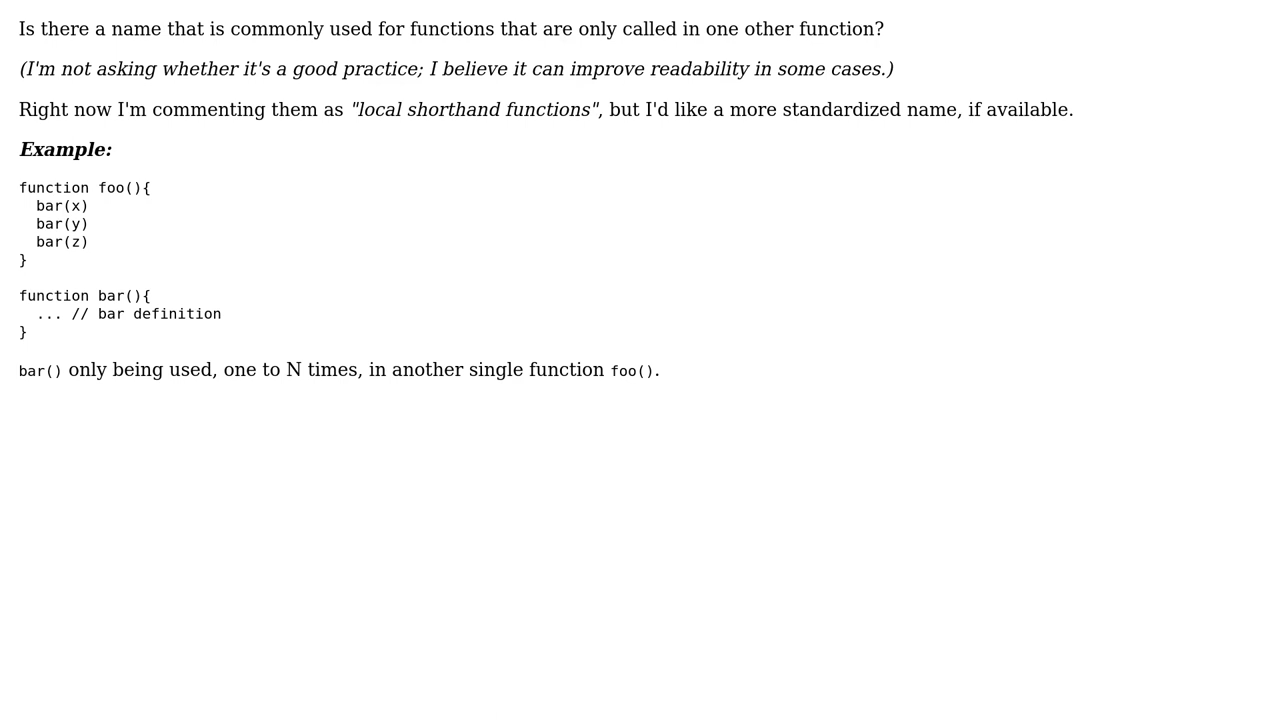 Is there a name that is commonly used for functions that are only called in one other function?
(I'm not asking whether it's a good practice; I believe it can improve readability in some cases.)
Right now I'm commenting them as "local shorthand functions", but I'd like a more standardized name, if available.
Example:
function foo(){
  bar(x)
  bar(y)
  bar(z)
}
function bar(){
  ... // bar definition
}
bar() only being used, one to N times, in another single function foo().